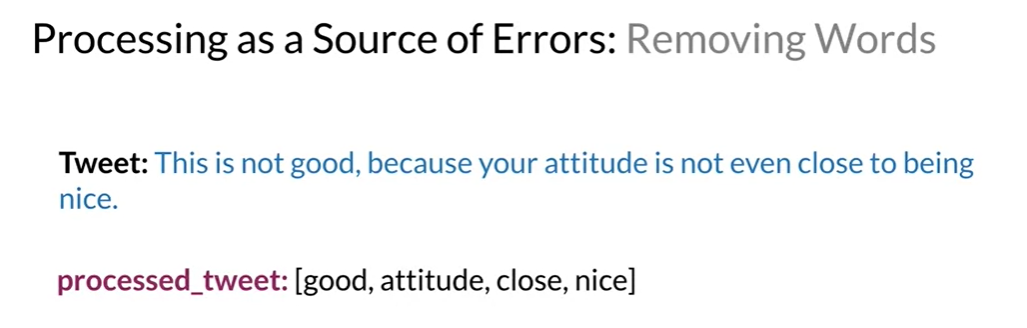 Processing as a Source of Errors: Removing Words
Tweet: This is not good, because your attitude is not even close to being
nice.
processed_tweet: [good, attitude, close, nice]